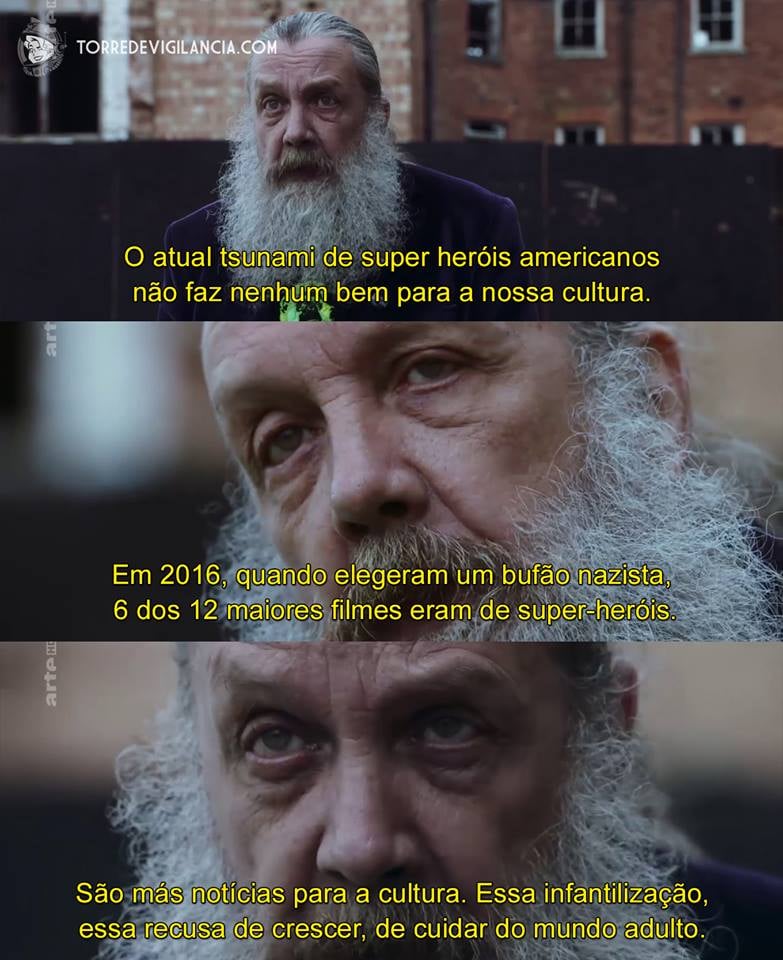 TORREDEVIGILANCIA.COM
O atual tsunami de super heróis americanos
não faz nenhum bem para a nossa cultura.
arte
Em 2016, quando elegeram um bufão nazista,
6 dos 12 maiores filmes eram de super-heróis.
arte HD
São más notícias para a cultura. Essa infantilização,
essa recusa de crescer, de cuidar do mundo adulto.